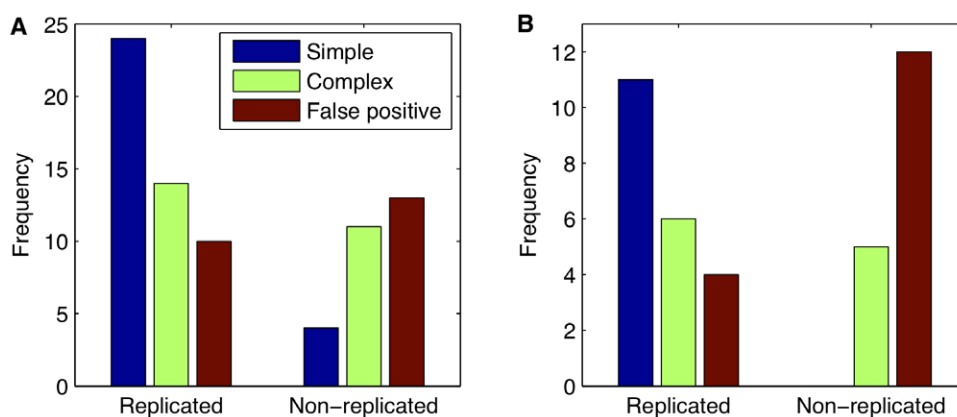 A
25
20
15
10
5
0
Frequency
Simple
Complex
False positive
Replicated
Non-replicated
B
12
10
8
6
4
2
0
Frequency
Replicated
Non-replicated